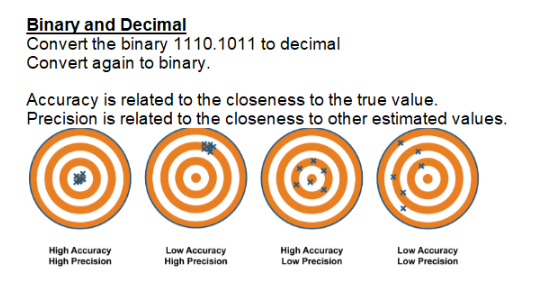 Binary and Decimal
Convert the binary 1110.1011 to decimal
Convert again to binary.
Accuracy is related to the closeness to the true value.
Precision is related to the closeness to other estimated values.
High Accuracy
High Precision
Low Accuracy
High Precision
High Accuracy
Low Precision
Low Accuracy
Low Precision